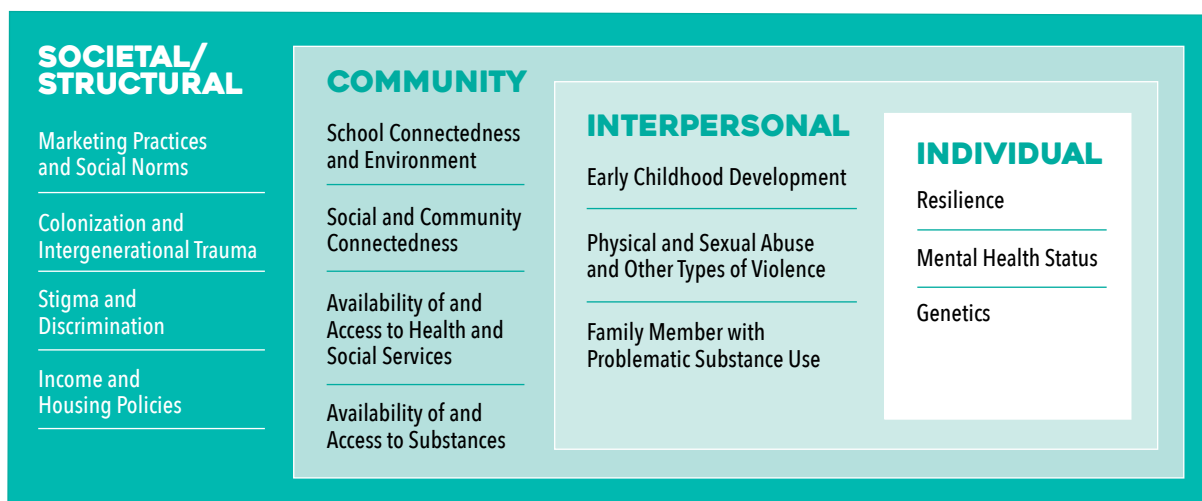 SOCIETAL/
STRUCTURAL
Marketing Practices
and Social Norms
Colonization and
Intergenerational Trauma
Stigma and
Discrimination
Income and
Housing Policies
COMMUNITY
School Connectedness
and Environment
Social and Community
Connectedness
Availability of and
Access to Health and
Social Services
Availability of and
Access to Substances
INTERPERSONAL
Early Childhood Development
Physical and Sexual Abuse
and Other Types of Violence
Family Member with
Problematic Substance Use
INDIVIDUAL
Resilience
Mental Health Status
Genetics